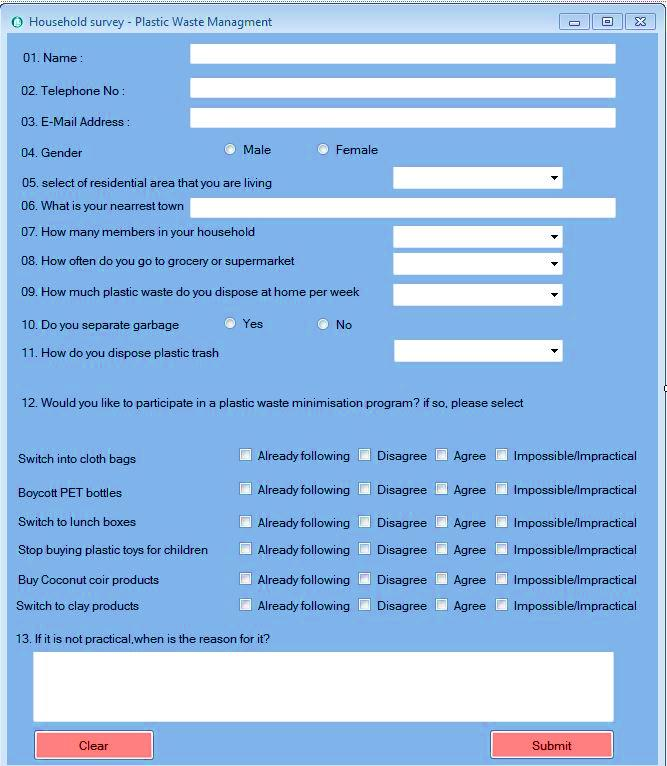 Household survey - Plastic Waste Managment
01. Name :
02. Telephone No :
03. E-Mail Address :
04. Gender Male Female
05. select of residential area that you are living
06. What is your nearrest town
07. How many members in your household
08. How often do you go to grocery or supermarket
09. How much plastic waste do you dispose at home per week
10. Do you separate garbage Yes No
11. How do you dispose plastic trash
12. Would you like to participate in a plastic waste minimisation program? if so, please select
Switch into cloth bags Already following Disagree Agree Impossible/Impractical
Boycott PET bottles Already following Disagree Agree Impossible/Impractical
Switch to lunch boxes Already following Disagree Agree Impossible/Impractical
Stop buying plastic toys for children Already following Disagree Agree Impossible/Impractical
Buy Coconut coir products Already following Disagree Agree Impossible/Impractical
Switch to clay products Already following Disagree Agree Impossible/Impractical
13. If it is not practical,when is the reason for it?
Clear Submit